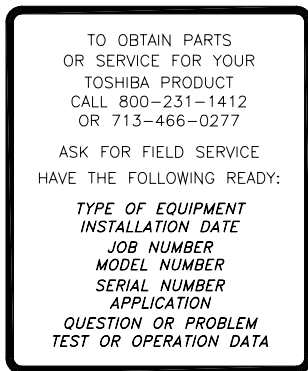 TO OBTAIN PARTS
OR SERVICE FOR YOUR
TOSHIBA PRODUCT
CALL 800-231-1412
OR 713-466-0277
ASK FOR FIELD SERVICE
HAVE THE FOLLOWING READY:
TYPE OF EQUIPMENT
INSTALLATION DATE
JOB NUMBER
MODEL NUMBER
SERIAL NUMBER
APPLICATION
QUESTION OR PROBLEM
TEST OR OPERATION DATA